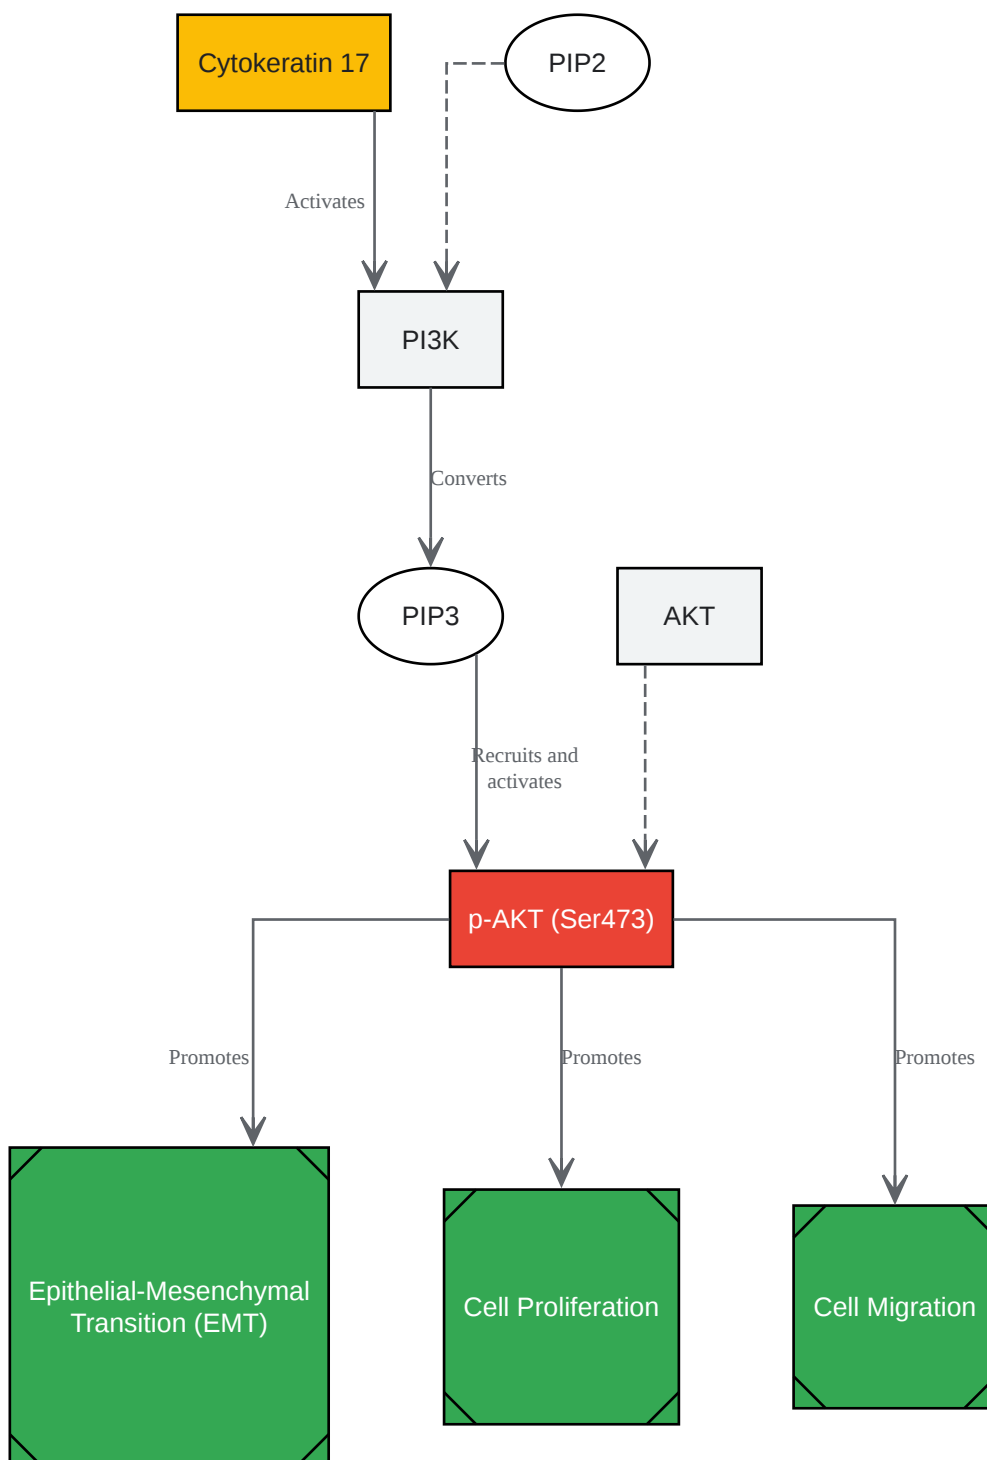 Cytokeratin 17
PIP2
Activates
PI3K
Converts
PIP3
AKT
Recruits and
activates
p-AKT (Ser473)
Promotes
Promotes
Promotes
Epithelial-Mesenchymal
Transition (EMT)
Cell Proliferation
Cell Migration